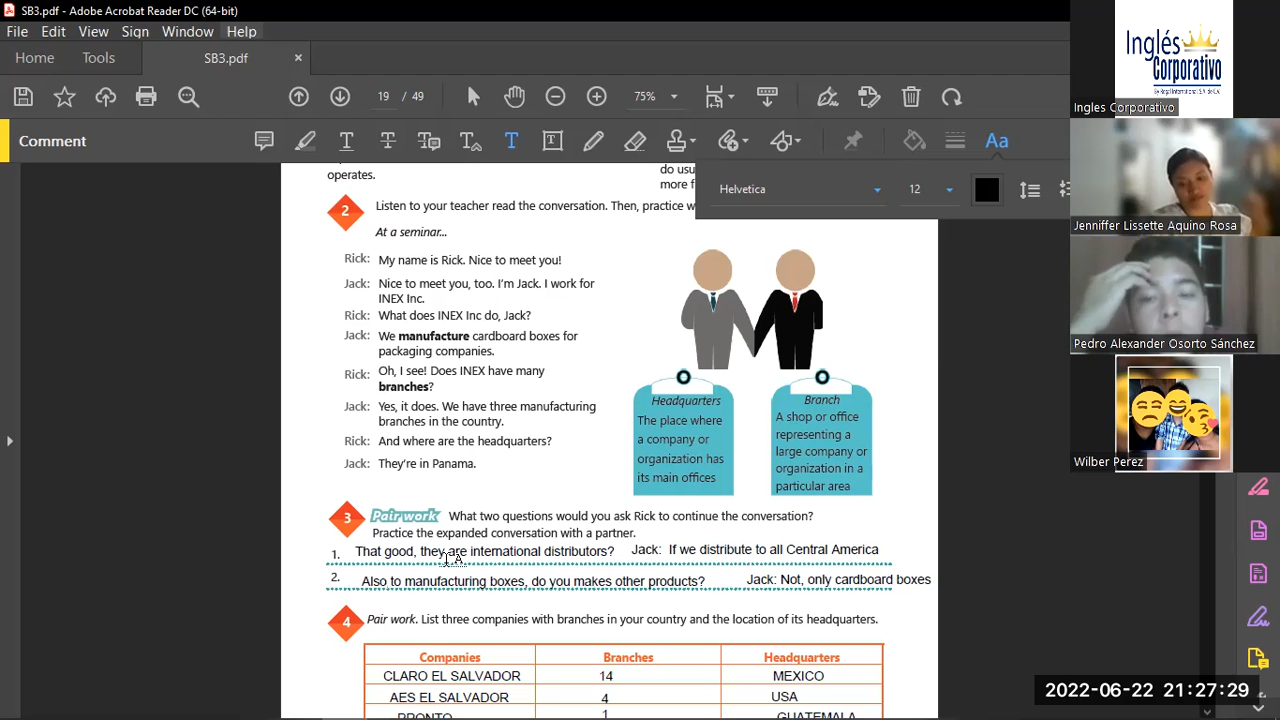 SB3.pdf - Adobe Acrobat Reader DC (64-bit)
File Edit View Sign Window Help
Home Tools SB3.pdf ×
19 / 49 75%
Comment
Helvetica 12
operates.
do usu
more f
2 Listen to your teacher read the conversation. Then, practice w
At a seminar...
Rick: My name is Rick. Nice to meet you!
Jack: Nice to meet you, too. I'm Jack. I work for
INEX Inc.
Rick: What does INEX Inc do, Jack?
Jack: We manufacture cardboard boxes for
packaging companies.
Rick: Oh, I see! Does INEX have many
branches?
Jack: Yes, it does. We have three manufacturing
branches in the country.
Rick: And where are the headquarters?
Jack: They're in Panama.
Headquarters
The place where
a company or
organization has
its main offices
Branch
A shop or office
representing a
large company or
organization in a
particular area
3 Pair work What two questions would you ask Rick to continue the conversation?
Practice the expanded conversation with a partner.
1. That good, they are international distributors? Jack: If we distribute to all Central America
2. Also to manufacturing boxes, do you makes other products? Jack: Not, only cardboard boxes
4 Pair work. List three companies with branches in your country and the location of its headquarters.
Companies Branches Headquarters
CLARO EL SALVADOR 14 MEXICO
AES EL SALVADOR 4 USA
PRONTO 1 GUATEMALA
Inglés
Corporativo
Ingles Corporativo
Jenniffer Lissette Aquino Rosa
Pedro Alexander Osorto Sánchez
Wilber Perez
2022-06-22 21:27:29